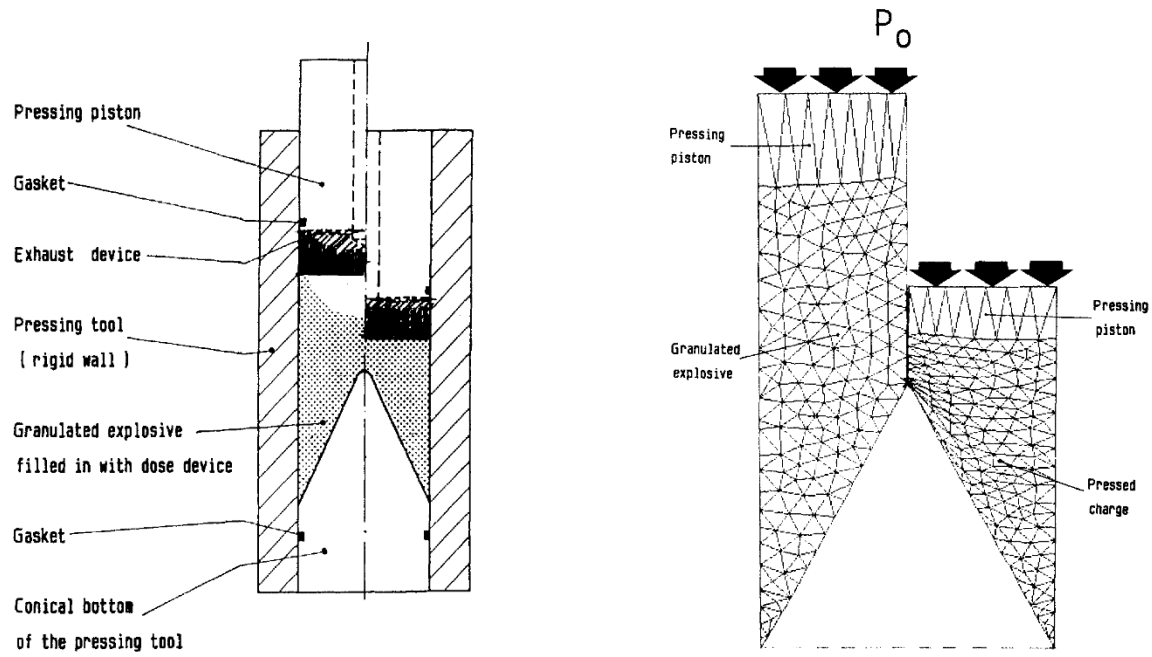 Pressing piston
Gasket
Exhaust device
Pressing tool
( rigid wall )
Granulated explosive
filled in with dose device
Gasket
Conical bottom
of the pressing tool
P0
Pressing
piston
Granulated
explosive
Pressing
piston
Pressed
charge